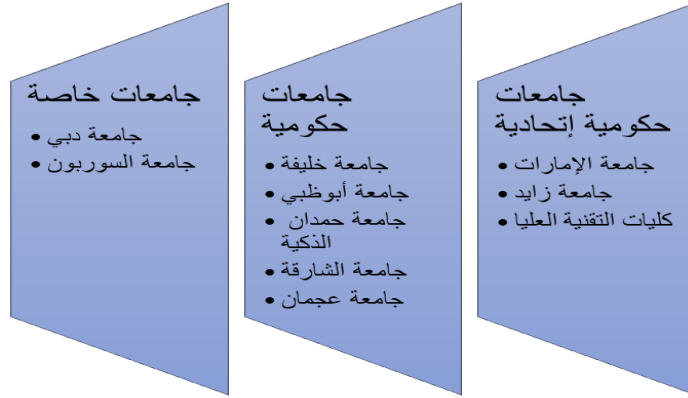 جامعات
حكومية إتحادية
جامعة الإمارات
جامعة زايد
كليات التقنية العليا
جامعات
حكومية
جامعة خليفة
جامعة أبوظبي
جامعة حمدان
الذكية
جامعة الشارقة
جامعة عجمان
جامعات خاصة
جامعة دبي
جامعة السوربون